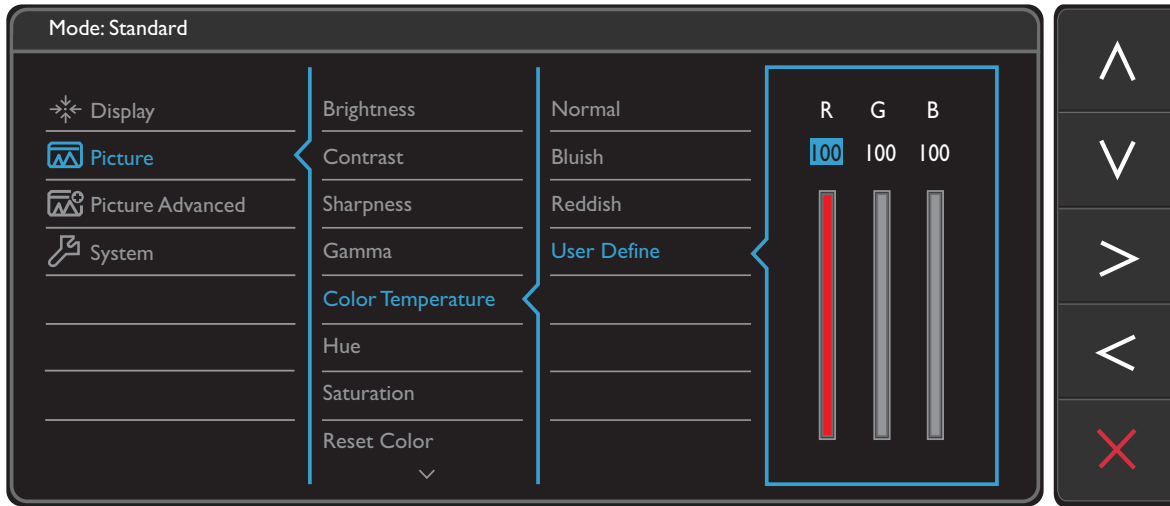 Mode: Standard
Display
Picture
Picture Advanced
System
Brightness
Contrast
Sharpness
Gamma
Color Temperature
Hue
Saturation
Reset Color
Normal
Bluish
Reddish
User Define
R G B
100 100 100